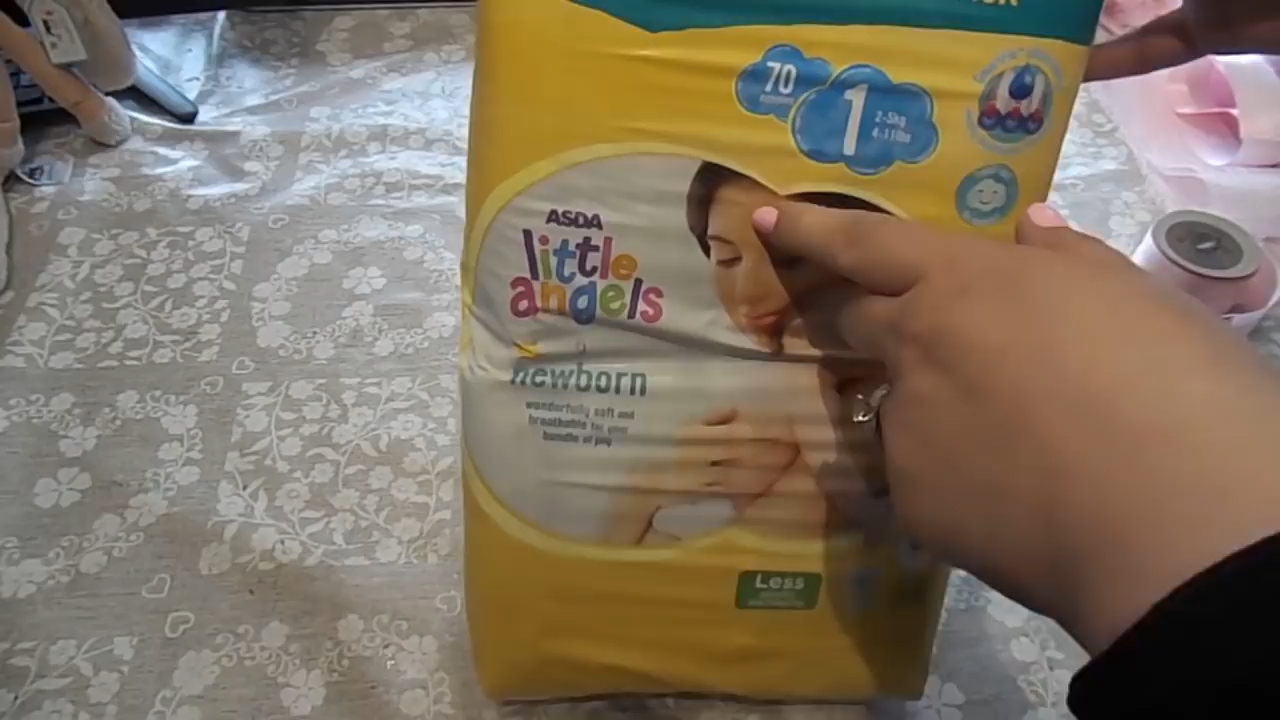 70
1
2-5kg
4-11lbs
ASDA
little
angels
newborn
wonderfully soft and
breathable for your
bundle of joy
Less